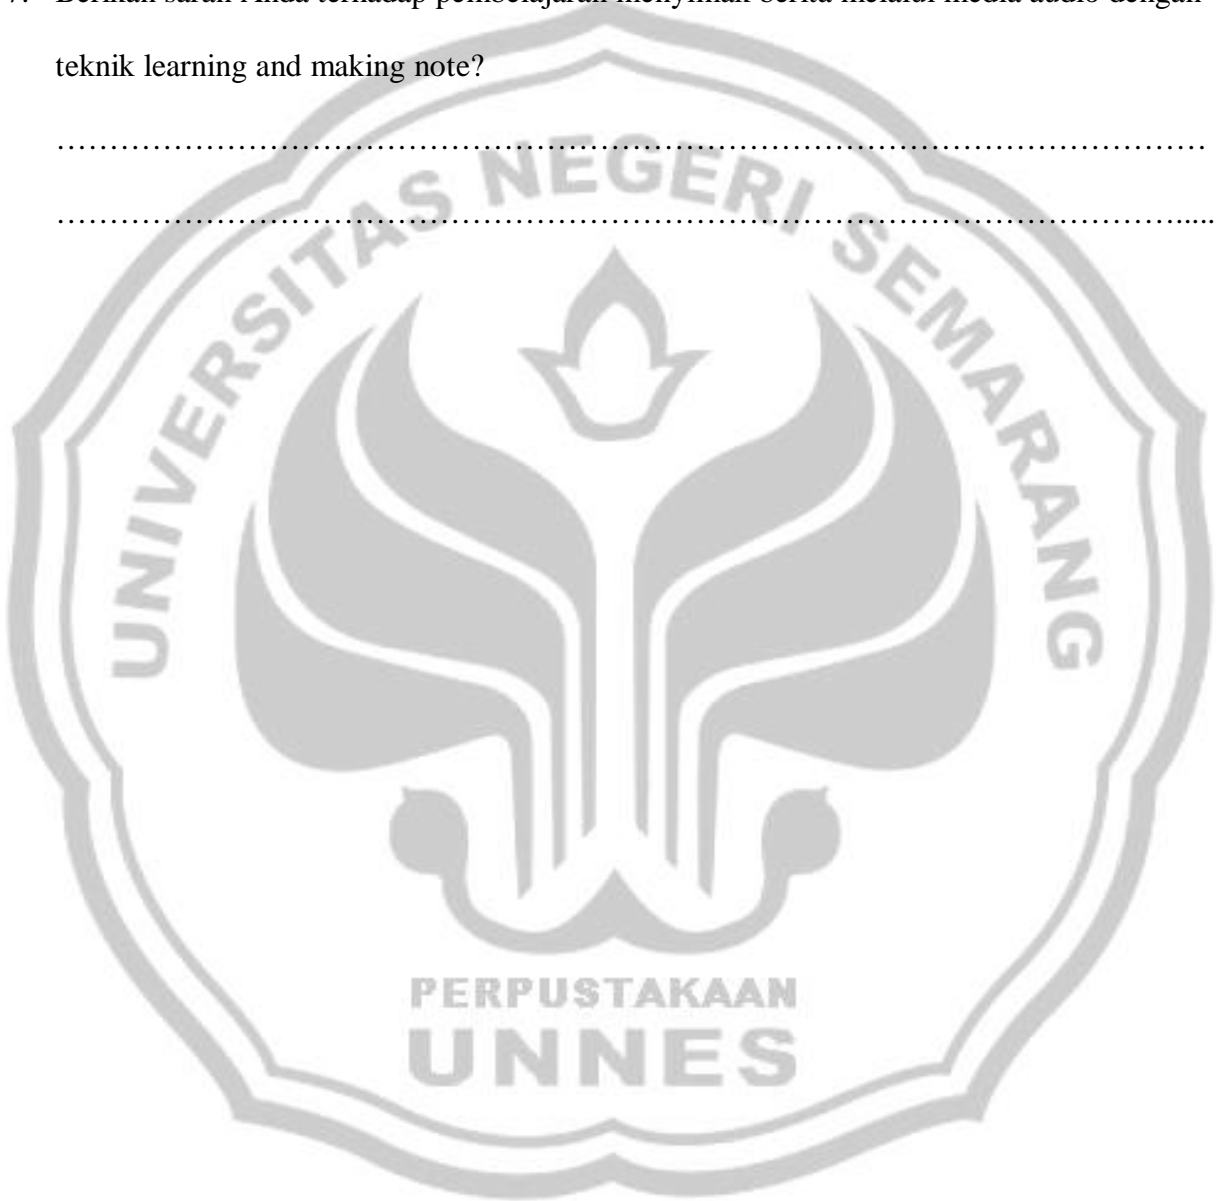 7. Berikan saran Anda terhadap pembelajaran menyimak berita melalui media audio dengan
teknik learning and making note?
……………………………………………………………………………………………
…………………………………………………………………………………………….....
UNIVERSITAS NEGERI SEMARANG
PERPUSTAKAAN
UNNES